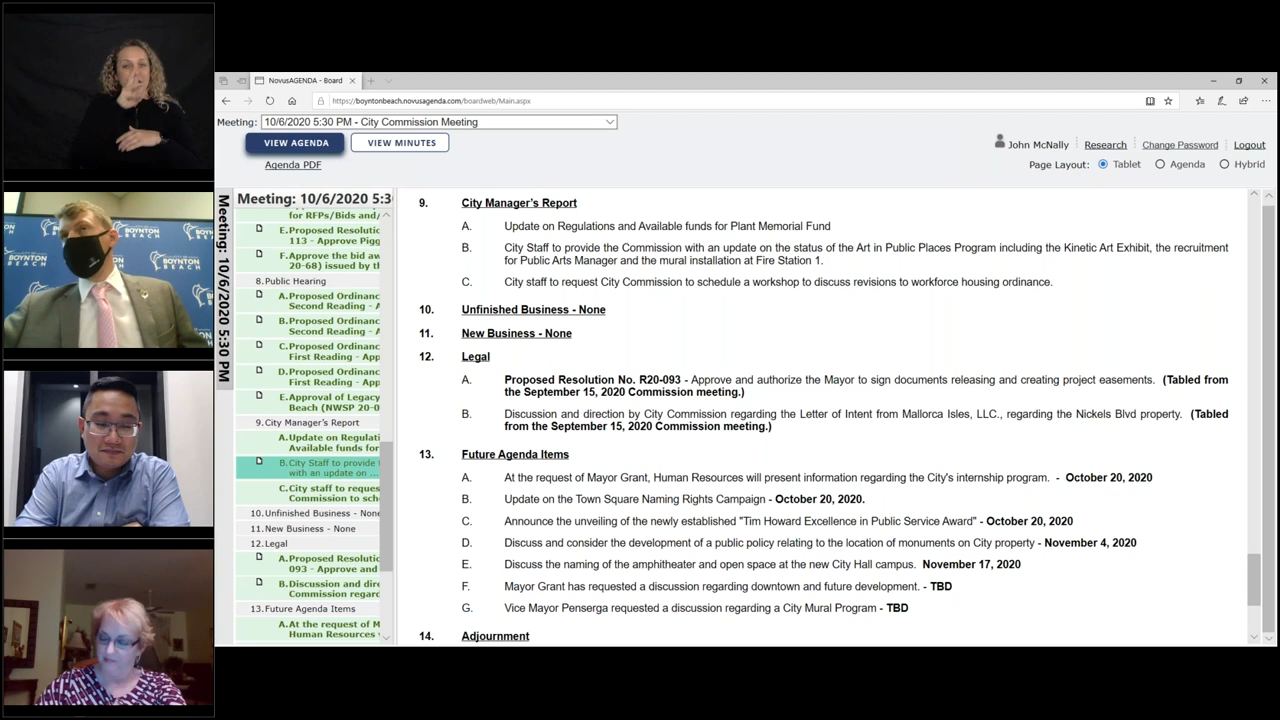 NovusAGENDA - Board
https://boyntonbeach.novusagenda.com/boardweb/Main.aspx
Meeting: 10/6/2020 5:30 PM - City Commission Meeting
VIEW AGENDA VIEW MINUTES
Agenda PDF
John McNally Research Change Password Logout
Page Layout: Tablet Agenda Hybrid
Meeting: 10/6/2020 5:30 PM
Meeting: 10/6/2020 5:30
for RFPs/Bids and/
E. Proposed Resolutio
113 - Approve Pigg
F. Approve the bid aw
20-68) issued by th
8. Public Hearing
A. Proposed Ordinanc
Second Reading - A
B. Proposed Ordinanc
Second Reading - A
C. Proposed Ordinanc
First Reading - App
D. Proposed Ordinanc
First Reading - App
E. Approval of Legacy
Beach (NWSP 20-0
9. City Manager's Report
A. Update on Regulati
Available funds for
B. City Staff to provide
with an update on ...
C. City staff to reques
Commission to sche
10. Unfinished Business - None
11. New Business - None
12. Legal
A. Proposed Resolutio
093 - Approve and
B. Discussion and dire
Commission regard
13. Future Agenda Items
A. At the request of M
Human Resources
9. City Manager's Report
A. Update on Regulations and Available funds for Plant Memorial Fund
B. City Staff to provide the Commission with an update on the status of the Art in Public Places Program including the Kinetic Art Exhibit, the recruitment
for Public Arts Manager and the mural installation at Fire Station 1.
C. City staff to request City Commission to schedule a workshop to discuss revisions to workforce housing ordinance.
10. Unfinished Business - None
11. New Business - None
12. Legal
A. Proposed Resolution No. R20-093 - Approve and authorize the Mayor to sign documents releasing and creating project easements. (Tabled from
the September 15, 2020 Commission meeting.)
B. Discussion and direction by City Commission regarding the Letter of Intent from Mallorca Isles, LLC., regarding the Nickels Blvd property. (Tabled
from the September 15, 2020 Commission meeting.)
13. Future Agenda Items
A. At the request of Mayor Grant, Human Resources will present information regarding the City's internship program. - October 20, 2020
B. Update on the Town Square Naming Rights Campaign - October 20, 2020.
C. Announce the unveiling of the newly established "Tim Howard Excellence in Public Service Award" - October 20, 2020
D. Discuss and consider the development of a public policy relating to the location of monuments on City property - November 4, 2020
E. Discuss the naming of the amphitheater and open space at the new City Hall campus. November 17, 2020
F. Mayor Grant has requested a discussion regarding downtown and future development. - TBD
G. Vice Mayor Penserga requested a discussion regarding a City Mural Program - TBD
14. Adjournment
BOYNTON
BEACH
BOYNTON
BEACH